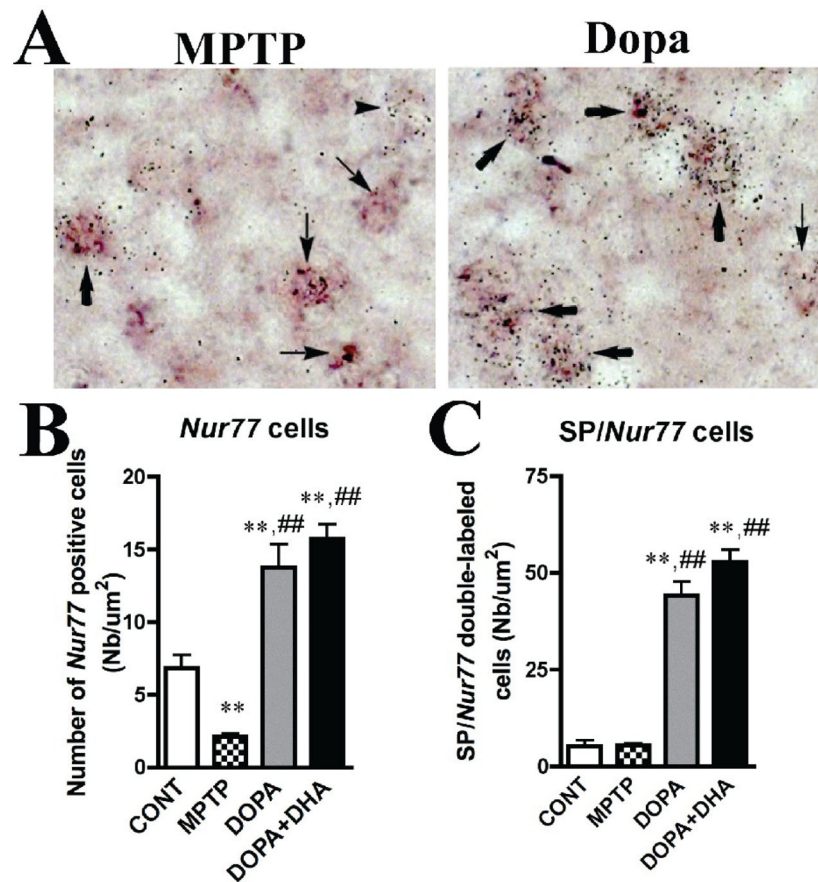 A
MPTP
Dopa
B
Nur77 cells
Number of Nur77 positive cells
(Nb/um²)
20
15
10
5
0
**
**,##
**,##
CONT
MPTP
DOPA
DOPA+DHA
C
SP/Nur77 cells
SP/Nur77 double-labeled
cells (Nb/um²)
75
50
25
0
**,##
**,##
CONT
MPTP
DOPA
DOPA+DHA